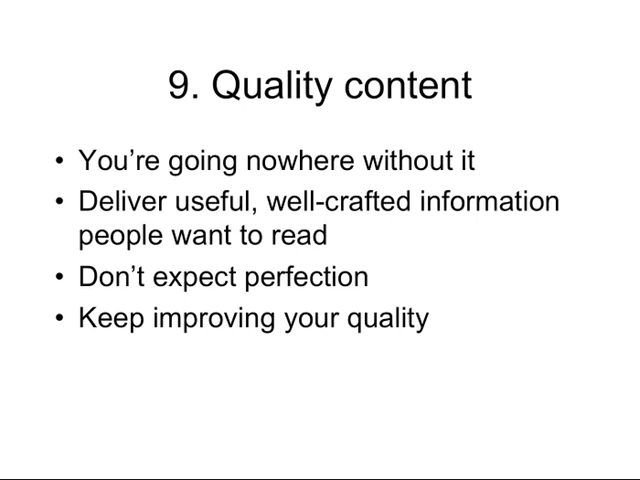 9. Quality content
• You’re going nowhere without it
• Deliver useful, well-crafted information
people want to read
• Don’t expect perfection
• Keep improving your quality